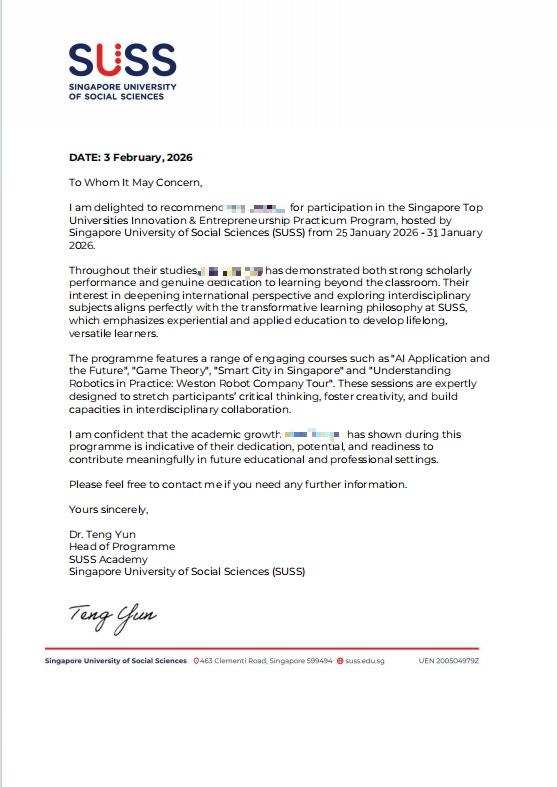 SUSS
SINGAPORE UNIVERSITY
OF SOCIAL SCIENCES
DATE: 3 February, 2026
To Whom It May Concern,
I am delighted to recommend for participation in the Singapore Top
Universities Innovation & Entrepreneurship Practicum Program, hosted by
Singapore University of Social Sciences (SUSS) from 25 January 2026 - 31 January
2026.
Throughout their studies, has demonstrated both strong scholarly
performance and genuine dedication to learning beyond the classroom. Their
interest in deepening international perspective and exploring interdisciplinary
subjects aligns perfectly with the transformative learning philosophy at SUSS,
which emphasizes experiential and applied education to develop lifelong,
versatile learners.
The programme features a range of engaging courses such as "AI Application and
the Future", "Game Theory", "Smart City in Singapore" and "Understanding
Robotics in Practice: Weston Robot Company Tour". These sessions are expertly
designed to stretch participants' critical thinking, foster creativity, and build
capacities in interdisciplinary collaboration.
I am confident that the academic growth has shown during this
programme is indicative of their dedication, potential, and readiness to
contribute meaningfully in future educational and professional settings.
Please feel free to contact me if you need any further information.
Yours sincerely,
Dr. Teng Yun
Head of Programme
SUSS Academy
Singapore University of Social Sciences (SUSS)
Teng Yun
Singapore University of Social Sciences 463 Clementi Road, Singapore 599494 suss.edu.sg UEN 200504979Z